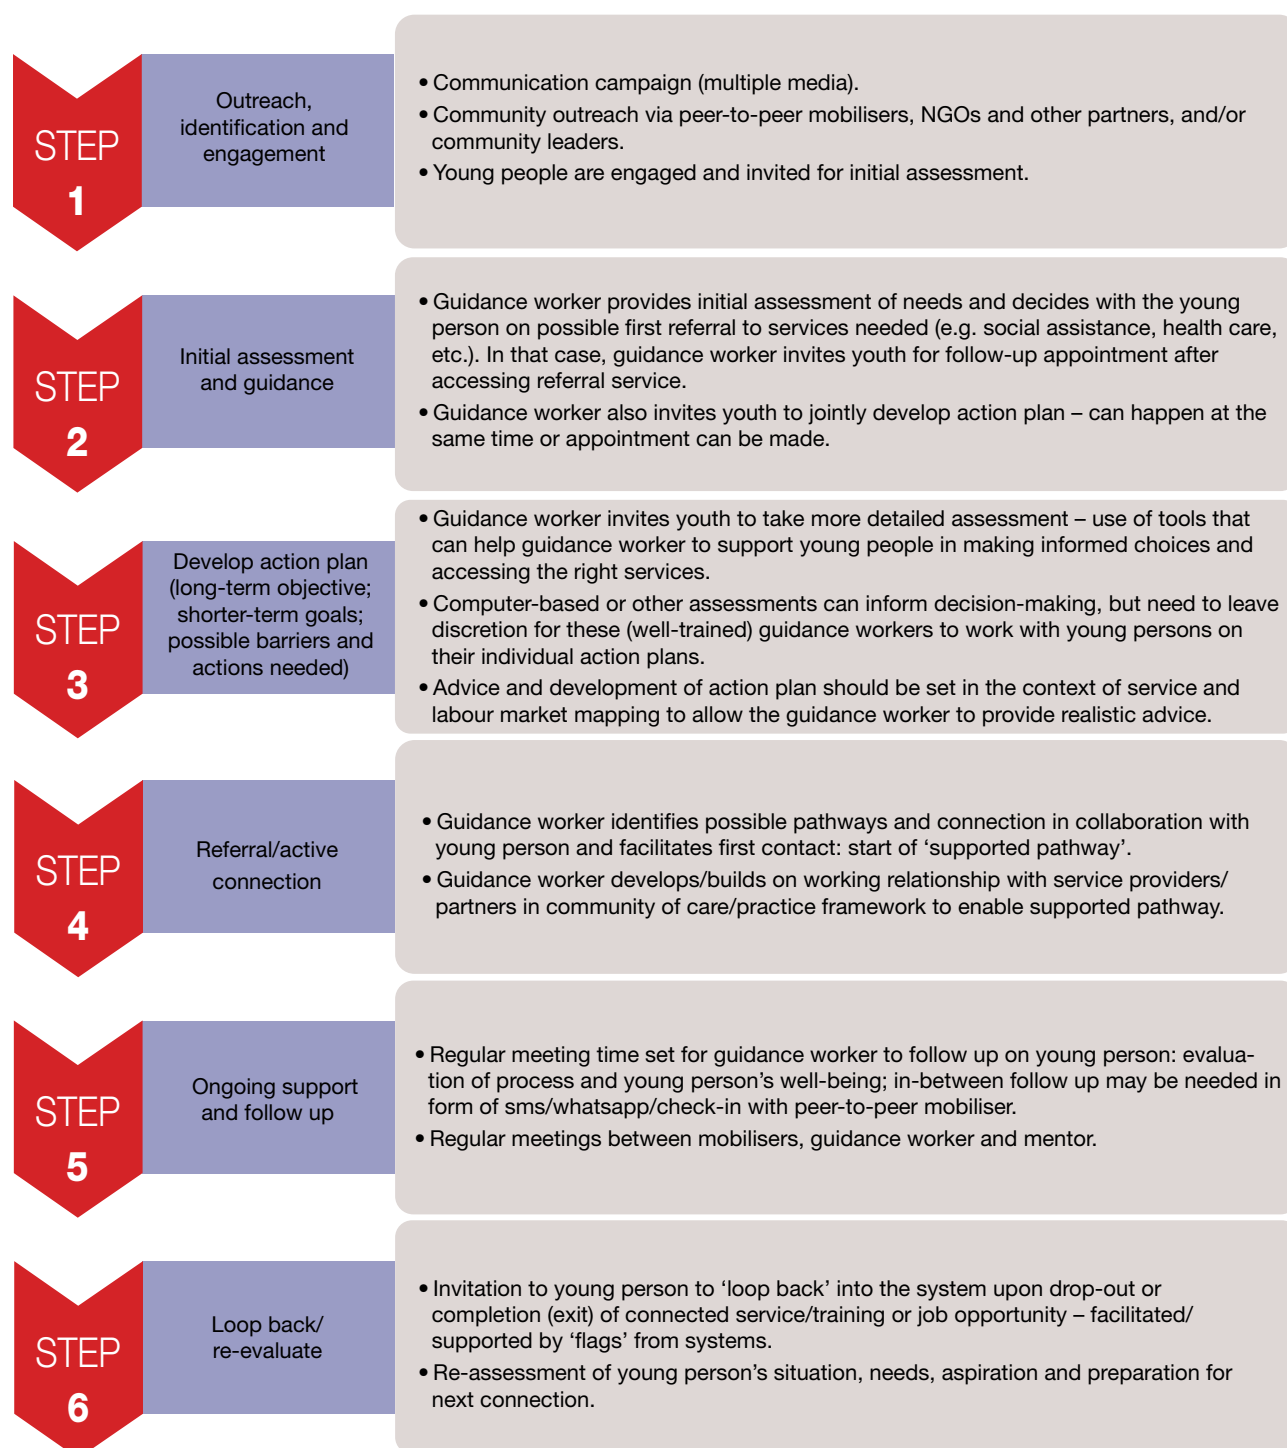 STEP
1
Outreach,
identification and
engagement
• Communication campaign (multiple media).
• Community outreach via peer-to-peer mobilisers, NGOs and other partners, and/or
community leaders.
• Young people are engaged and invited for initial assessment.
STEP
2
Initial assessment
and guidance
• Guidance worker provides initial assessment of needs and decides with the young
person on possible first referral to services needed (e.g. social assistance, health care,
etc.). In that case, guidance worker invites youth for follow-up appointment after
accessing referral service.
• Guidance worker also invites youth to jointly develop action plan – can happen at the
same time or appointment can be made.
STEP
3
Develop action plan
(long-term objective;
shorter-term goals;
possible barriers and
actions needed)
• Guidance worker invites youth to take more detailed assessment – use of tools that
can help guidance worker to support young people in making informed choices and
accessing the right services.
• Computer-based or other assessments can inform decision-making, but need to leave
discretion for these (well-trained) guidance workers to work with young persons on
their individual action plans.
• Advice and development of action plan should be set in the context of service and
labour market mapping to allow the guidance worker to provide realistic advice.
STEP
4
Referral/active
connection
• Guidance worker identifies possible pathways and connection in collaboration with
young person and facilitates first contact: start of ‘supported pathway’.
• Guidance worker develops/builds on working relationship with service providers/
partners in community of care/practice framework to enable supported pathway.
STEP
5
Ongoing support
and follow up
• Regular meeting time set for guidance worker to follow up on young person: evalua-
tion of process and young person’s well-being; in-between follow up may be needed in
form of sms/whatsapp/check-in with peer-to-peer mobiliser.
• Regular meetings between mobilisers, guidance worker and mentor.
STEP
6
Loop back/
re-evaluate
• Invitation to young person to ‘loop back’ into the system upon drop-out or
completion (exit) of connected service/training or job opportunity – facilitated/
supported by ‘flags’ from systems.
• Re-assessment of young person’s situation, needs, aspiration and preparation for
next connection.